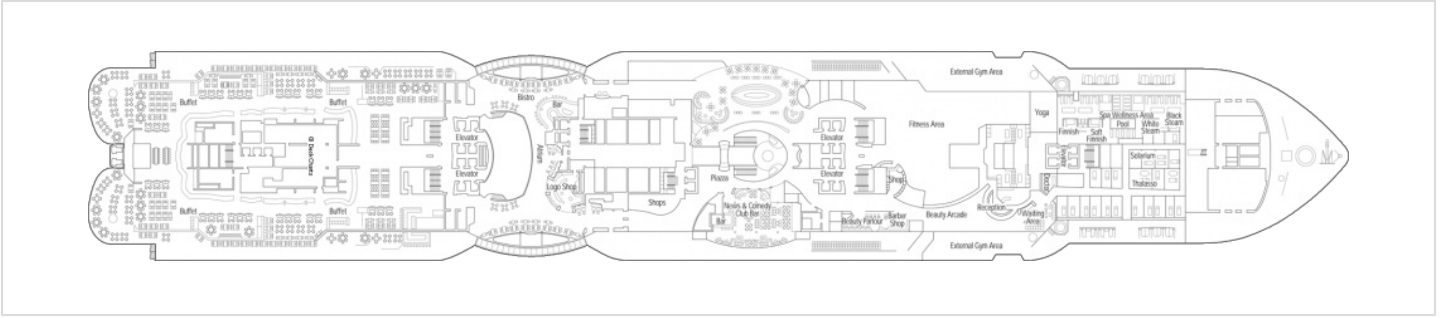 External Gym Area
Buffet
Buffet
Bistro
Bar
Elevator
Elevator
Fitness Area
Yoga
Spa Wellness Area
Black
Steam
Pool
White
Steam
Finnish
Soft
Finnish
Atrium
Elevator
Solarium
Elevator
Elevator
Piazza
Shop
Doctor
Thalasso
Logo Shop
Shops
Buffet
Buffet
News & Comedy
Club Bar
Bar
Beauty Parlour
Barber
Shop
Beauty Arcade
Reception
Waiting
Area
External Gym Area